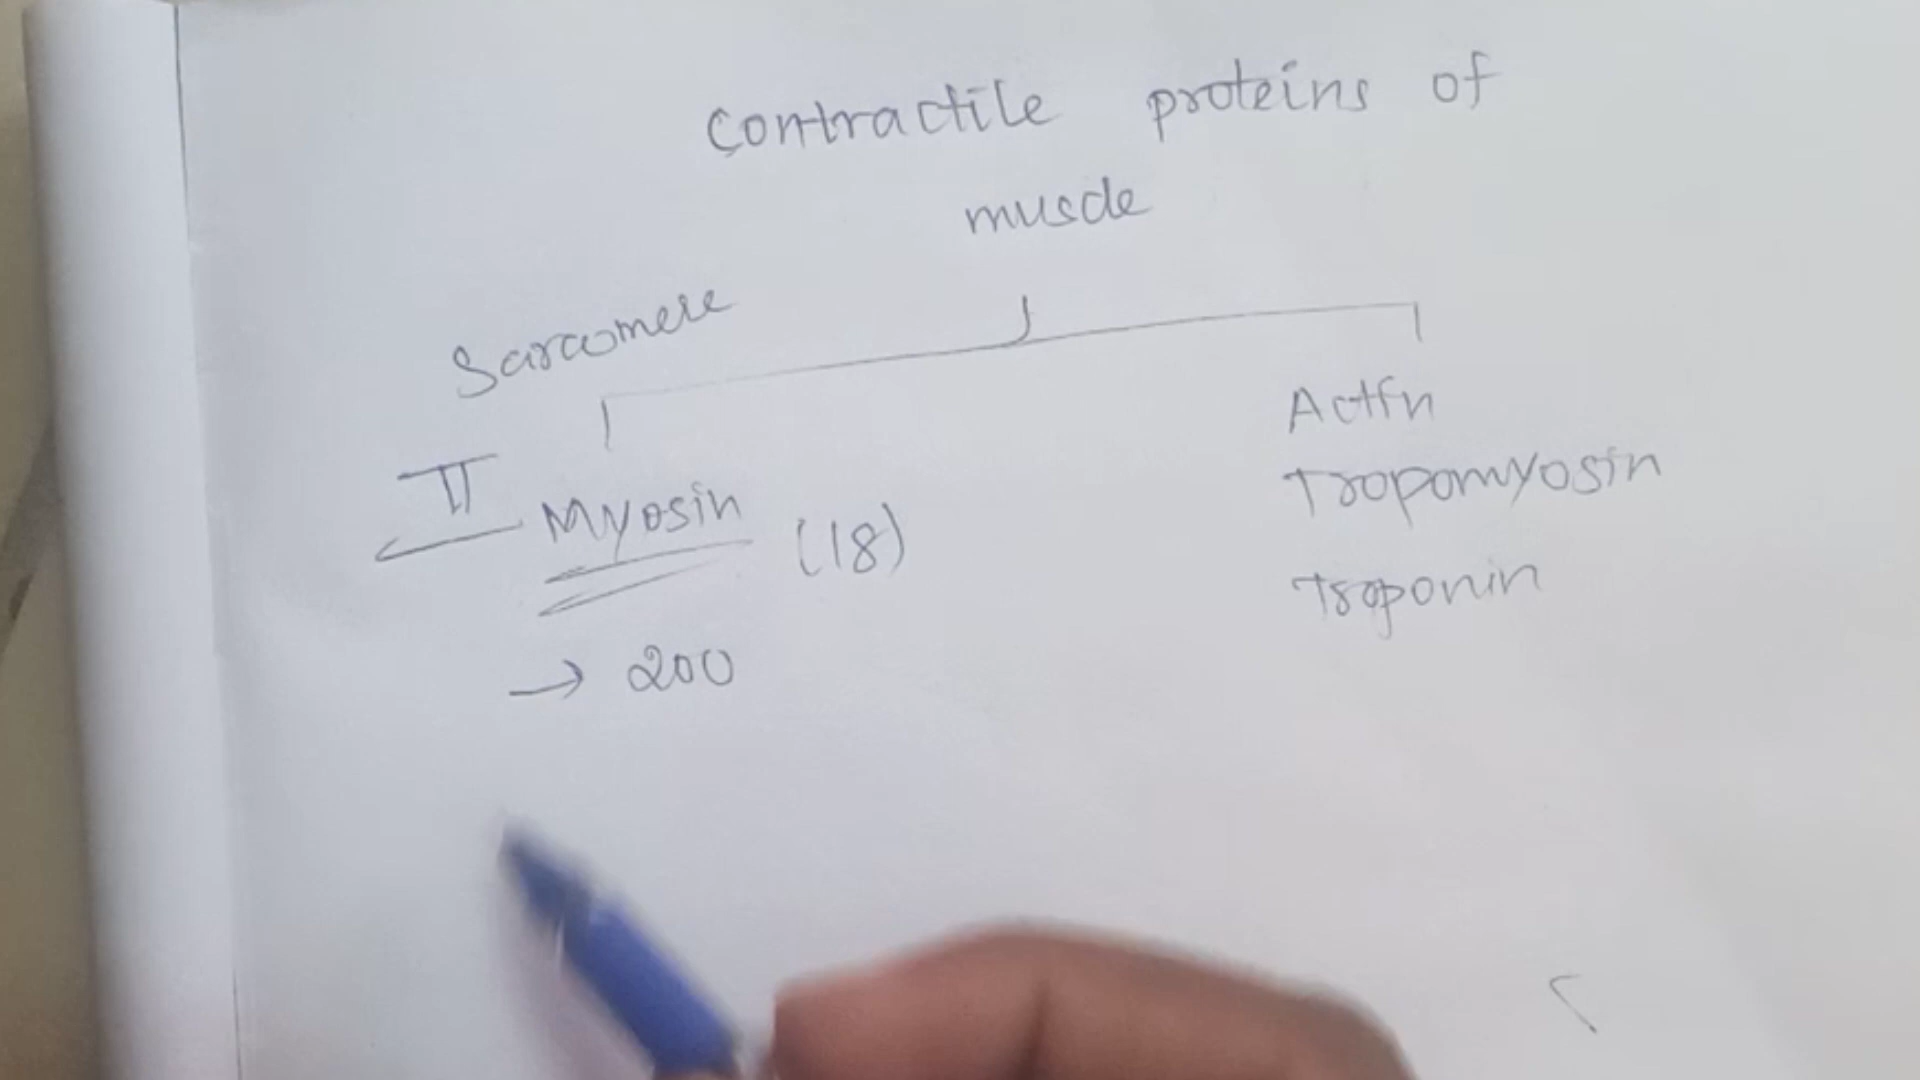 Contractile proteins of
muscle
Sarcomere
II Myosin (18)
→ 200
Actin
Tropomyosin
Troponin